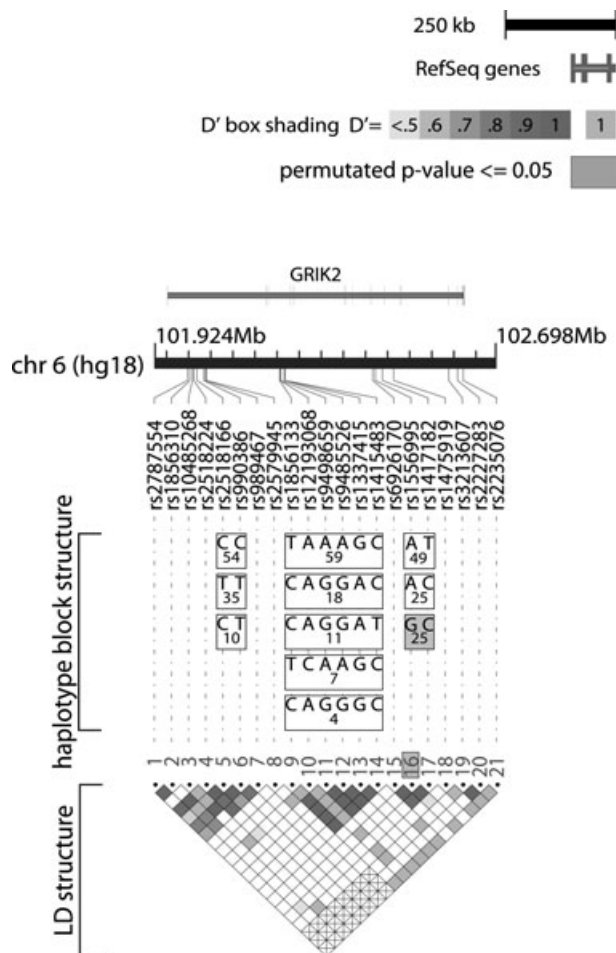 250 kb
RefSeq genes
D' box shading D'= <.5 .6 .7 .8 .9 1 1
permutated p-value <= 0.05
GRIK2
101.924Mb 102.698Mb
chr 6 (hg18)
rs2787554
rs1856310
rs10485268
rs2518224
rs2518166
rs990386
rs989467
rs2579945
rs1856133
rs12193068
rs9498659
rs9485526
rs1337415
rs1415483
rs6926170
rs1556995
rs1417182
rs1475919
rs3213607
rs2227283
rs2235076
haplotype block structure
C C T A A A G C A T
54 59 49
T T C A G G A C A C
35 18 25
C T C A G G A T G C
10 11 25
T C A A G C
7
C A G G G C
4
1 2 3 4 5 6 7 8 9 10 11 12 13 14 15 16 17 18 19 20 21
LD structure